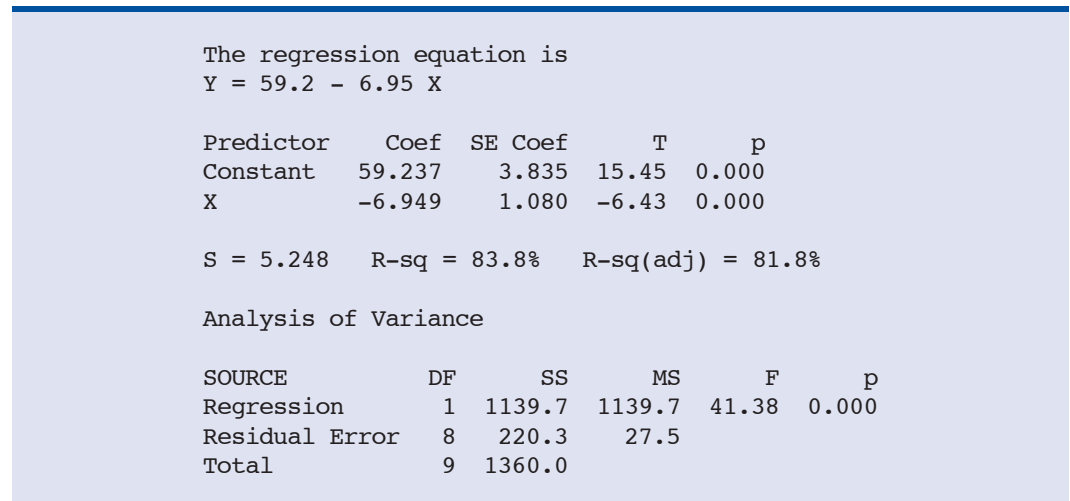 The regression equation is
Y = 59.2 – 6.95 X
Predictor Coef SE Coef T p
Constant 59.237 3.835 15.45 0.000
X –6.949 1.080 –6.43 0.000
S = 5.248 R–sq = 83.8% R–sq(adj) = 81.8%
Analysis of Variance
SOURCE DF SS MS F p
Regression 1 1139.7 1139.7 41.38 0.000
Residual Error 8 220.3 27.5
Total 9 1360.0